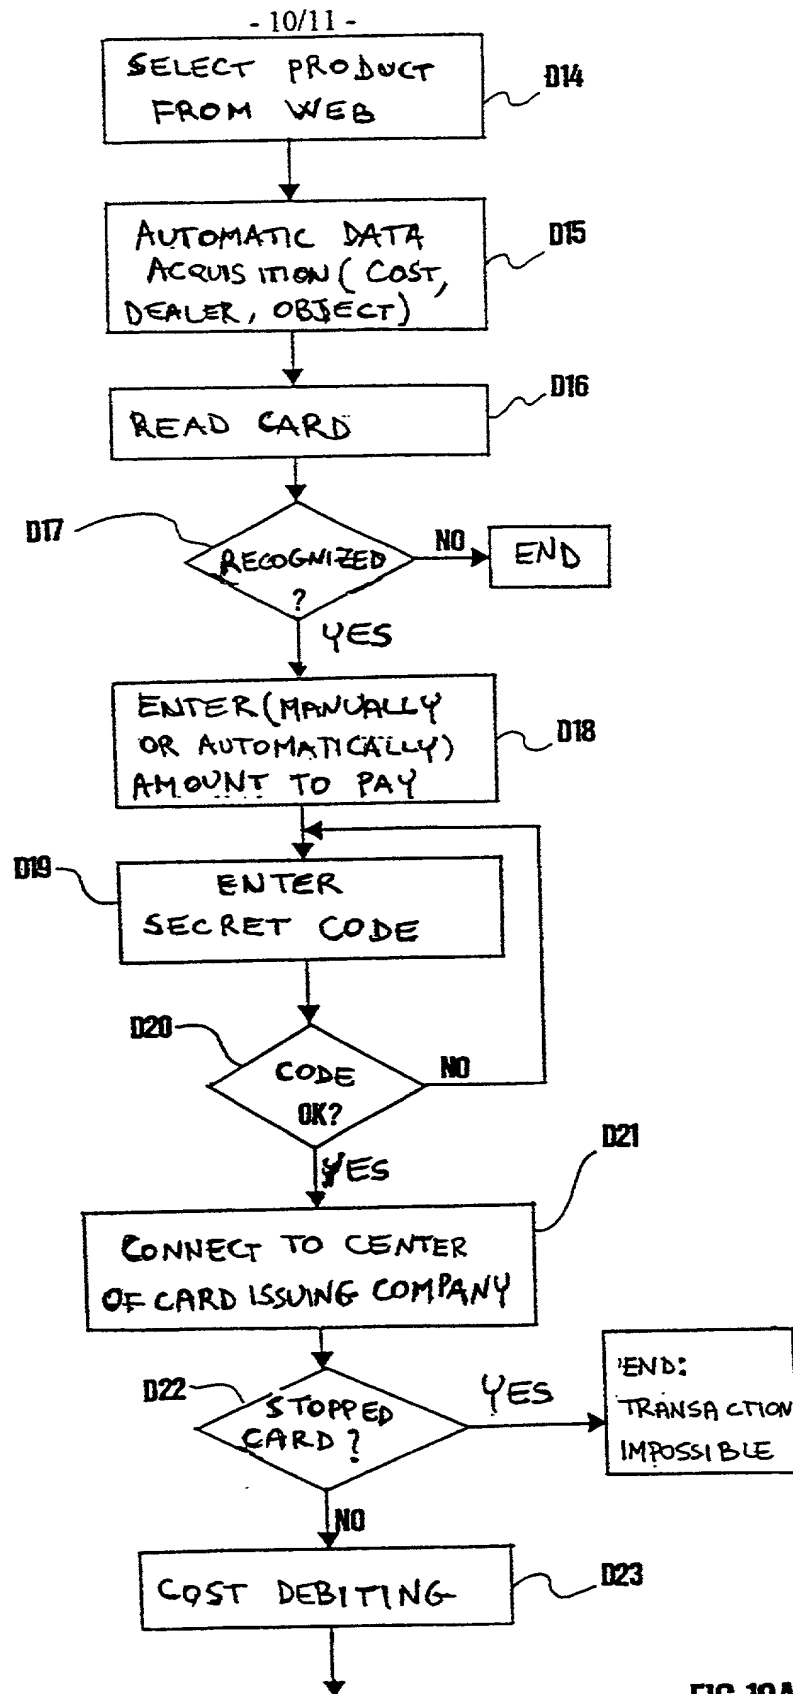 - 10/11 -
SELECT PRODUCT
FROM WEB
D14
AUTOMATIC DATA
ACQUISITION (COST,
DEALER, OBJECT)
D15
READ CARD
D16
D17
RECOGNIZED
?
NO
END
YES
ENTER (MANUALLY
OR AUTOMATICALLY)
AMOUNT TO PAY
D18
D19
ENTER
SECRET CODE
D20
CODE
OK?
NO
YES
D21
CONNECT TO CENTER
OF CARD ISSUING COMPANY
D22
STOPPED
CARD?
YES
END:
TRANSACTION
IMPOSSIBLE
NO
COST DEBITING
D23
FIG.10A